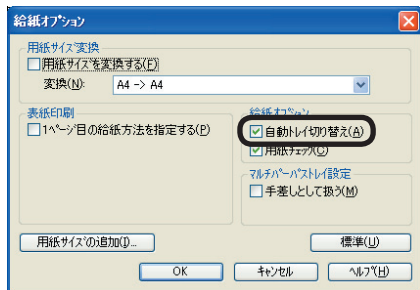 給紙オプション
用紙サイズ変換
用紙サイズを変換する(F)
変換(N): A4 -> A4
表紙印刷
1ページ目の給紙方法を指定する(P)
給紙オプション
自動トレイ切り替え(A)
用紙チェック(C)
マルチパーパストレイ設定
手差しとして扱う(M)
用紙サイズの追加(I)...
標準(U)
OK
キャンセル
ヘルプ(H)